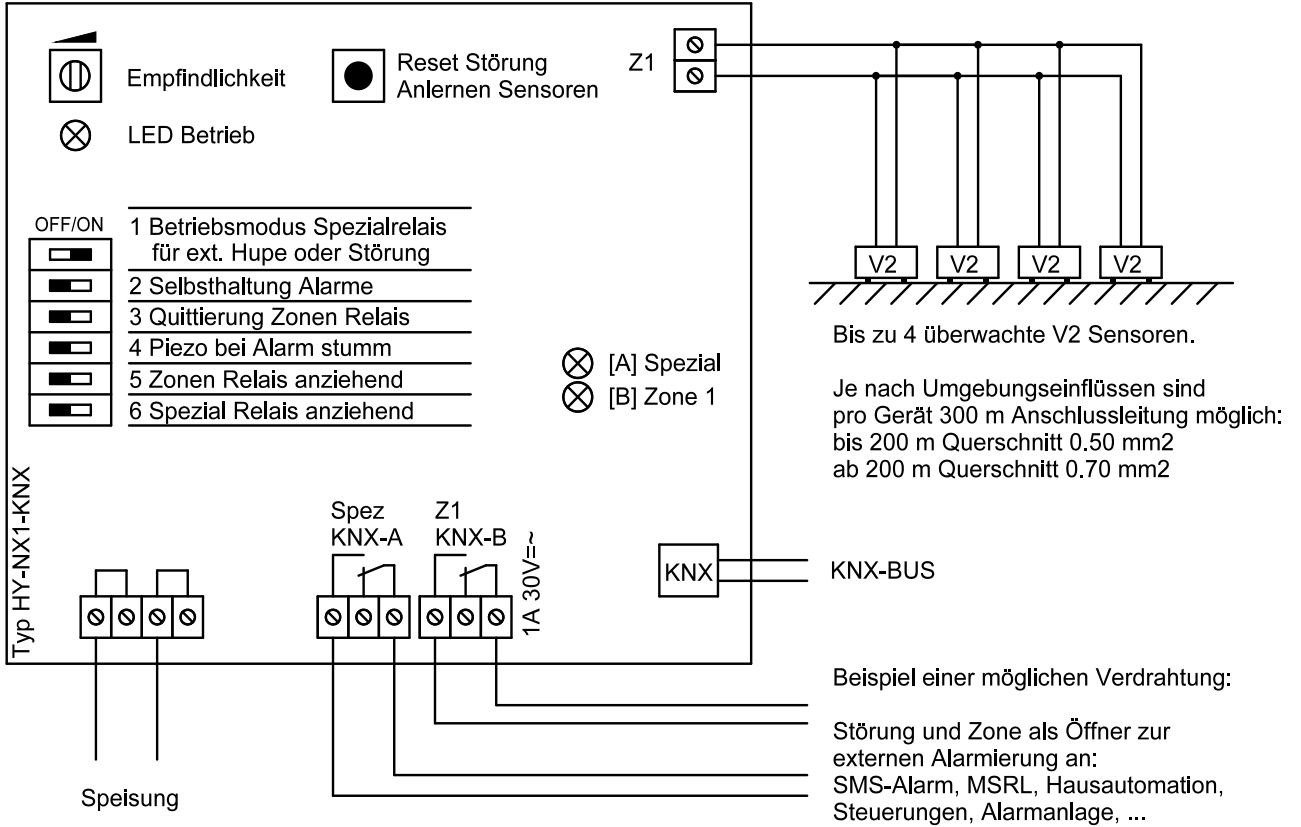 Empfindlichkeit
Reset Störung
Anlernen Sensoren
Z1
LED Betrieb
OFF/ON
1 Betriebsmodus Spezialrelais
für ext. Hupe oder Störung
2 Selbsthaltung Alarme
3 Quittierung Zonen Relais
4 Piezo bei Alarm stumm
5 Zonen Relais anziehend
6 Spezial Relais anziehend
[A] Spezial
[B] Zone 1
V2
V2
V2
V2
Bis zu 4 überwachte V2 Sensoren.
Je nach Umgebungseinflüssen sind
pro Gerät 300 m Anschlussleitung möglich:
bis 200 m Querschnitt 0.50 mm2
ab 200 m Querschnitt 0.70 mm2
Typ HY-NX1-KNX
Spez
KNX-A
Z1
KNX-B
1A 30V=~
KNX
KNX-BUS
Speisung
Beispiel einer möglichen Verdrahtung:
Störung und Zone als Öffner zur
externen Alarmierung an:
SMS-Alarm, MSRL, Hausautomation,
Steuerungen, Alarmanlage, ...